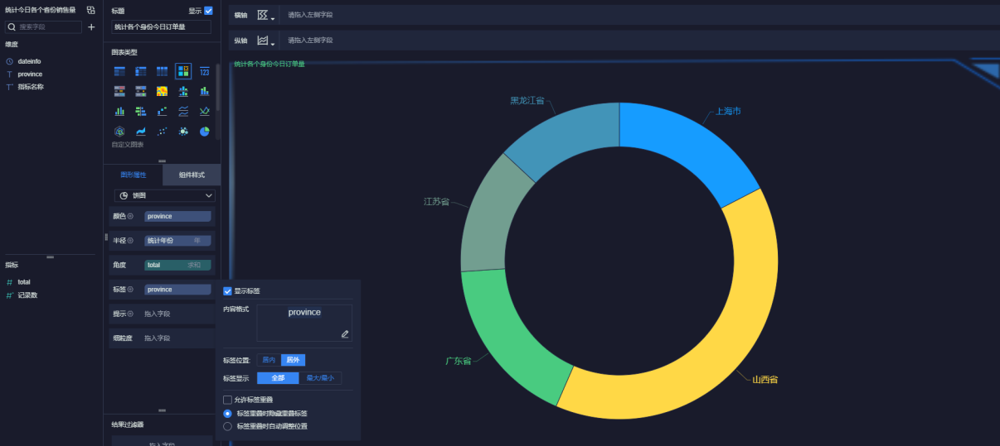 统计今日各个省份销售量
搜索字段
维度
dateinfo
province
指标名称
指标
total
记录数
标题
显示
统计各个身份今日订单量
图表类型
123
自定义图表
图形属性
组件样式
饼图
颜色
province
半径
统计年份
年
角度
total
求和
标签
province
提示
拖入字段
细粒度
拖入字段
结果过滤器
拖入字段
显示标签
内容格式
province
标签位置:
居内
居外
标签显示
全部
最大/最小
允许标签重叠
标签重叠时隐藏重叠标签
标签重叠时自动调整位置
横轴
请拖入左侧字段
纵轴
请拖入左侧字段
统计各个身份今日订单量
黑龙江省
上海市
江苏省
广东省
山西省